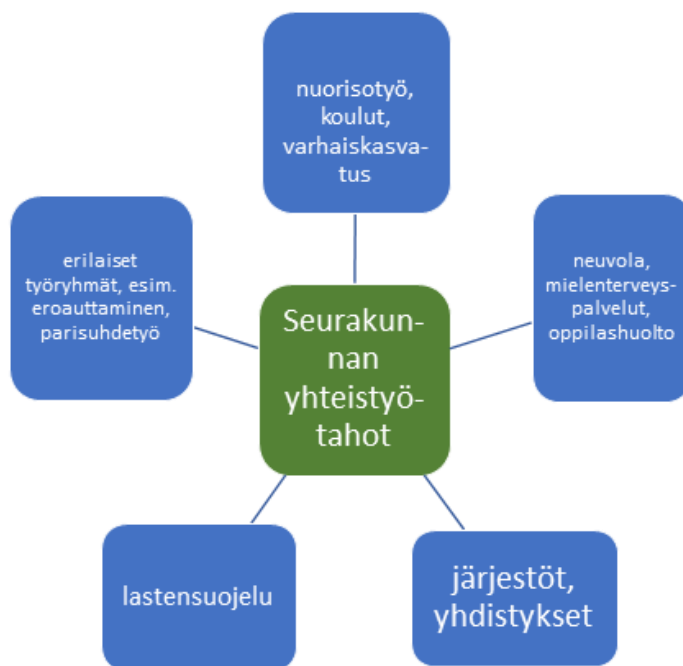 nuorisotyö,
koulut,
varhaiskasva-
tus
erilaiset
työryhmät, esim.
eroauttaminen,
parisuhdetyö
neuvola,
mielenterveys-
palvelut,
oppilashuolto
Seurakun-
nan
yhteistyö-
tahot
lastensuojelu
järjestöt,
yhdistykset